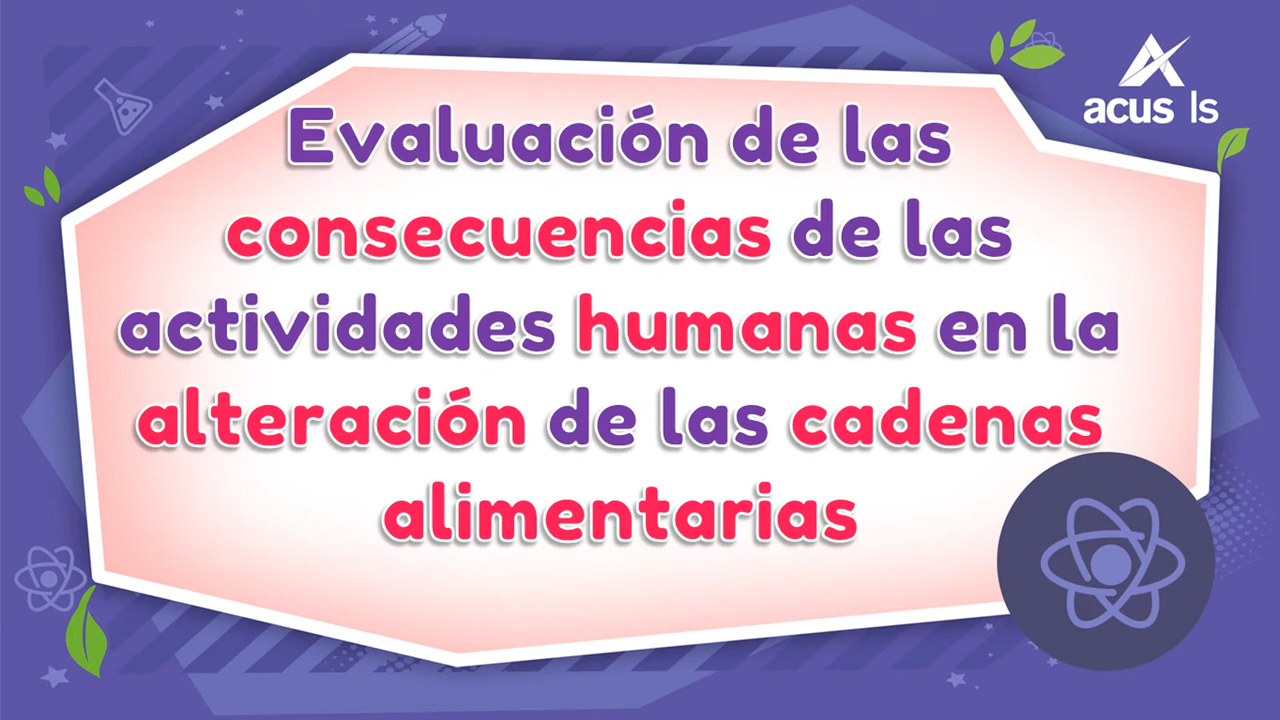 acus ls
Evaluación de las
consecuencias de las
actividades humanas en la
alteración de las cadenas
alimentarias